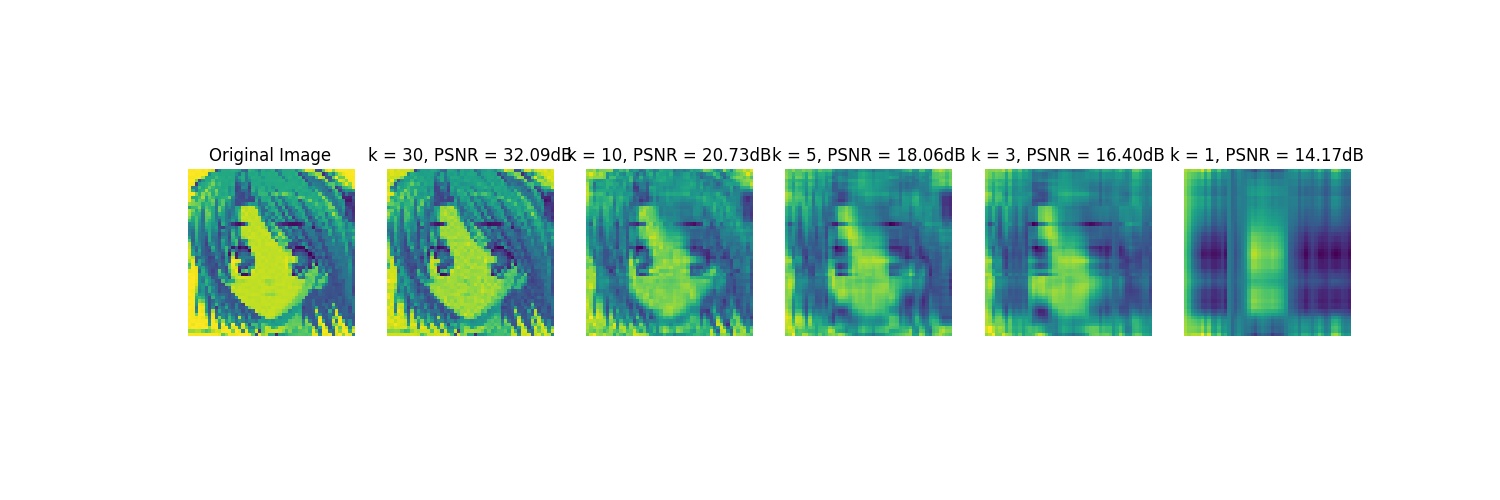 Original Image
k = 30, PSNR = 32.09dB
k = 10, PSNR = 20.73dB
k = 5, PSNR = 18.06dB
k = 3, PSNR = 16.40dB
k = 1, PSNR = 14.17dB